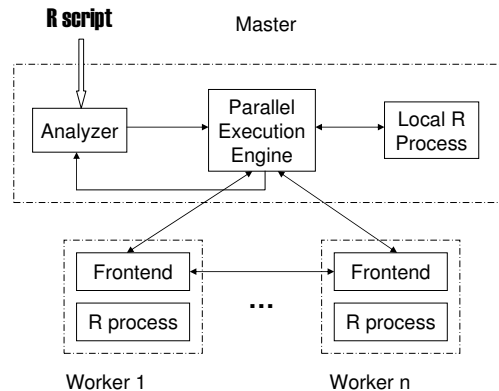 R script
Master
Analyzer
Parallel
Execution
Engine
Local R
Process
Frontend
R process
Worker 1
...
Frontend
R process
Worker n